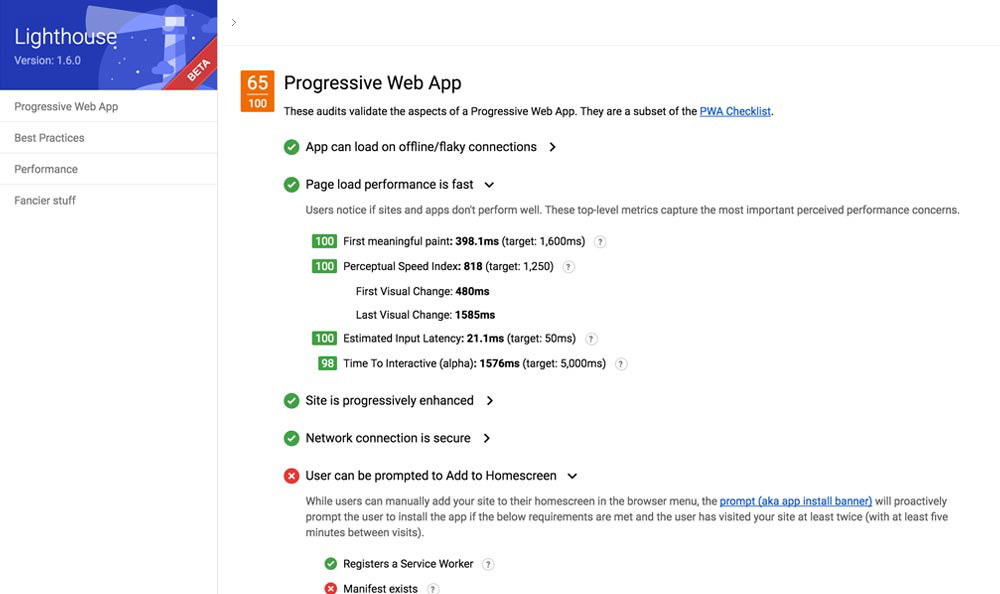 Lighthouse
Version: 1.6.0
BETA
Progressive Web App
Best Practices
Performance
Fancier stuff
65
100
Progressive Web App
These audits validate the aspects of a Progressive Web App. They are a subset of the PWA Checklist.
App can load on offline/flaky connections
Page load performance is fast
Users notice if sites and apps don't perform well. These top-level metrics capture the most important perceived performance concerns.
100 First meaningful paint: 398.1ms (target: 1,600ms) ?
100 Perceptual Speed Index: 818 (target: 1,250) ?
First Visual Change: 480ms
Last Visual Change: 1585ms
100 Estimated Input Latency: 21.1ms (target: 50ms) ?
98 Time To Interactive (alpha): 1576ms (target: 5,000ms) ?
Site is progressively enhanced
Network connection is secure
User can be prompted to Add to Homescreen
While users can manually add your site to their homescreen in the browser menu, the prompt (aka app install banner) will proactively
prompt the user to install the app if the below requirements are met and the user has visited your site at least twice (with at least five
minutes between visits).
Registers a Service Worker ?
Manifest exists ?